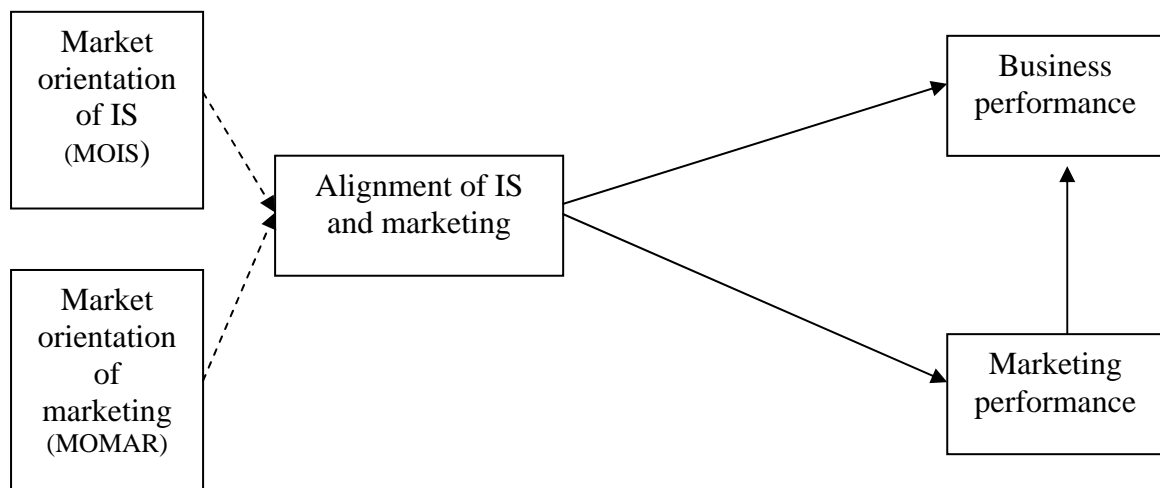 Market
orientation
of IS
(MOIS)
Market
orientation
of
marketing
(MOMAR)
Alignment of IS
and marketing
Business
performance
Marketing
performance